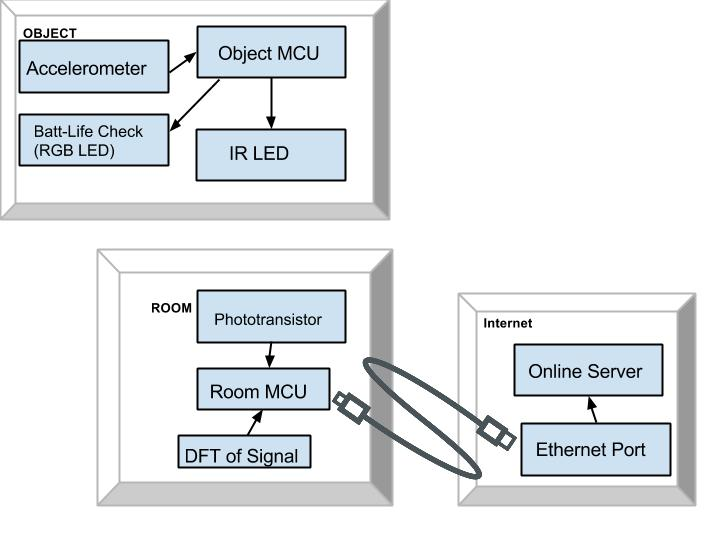 OBJECT
Accelerometer
Object MCU
Batt-Life Check
(RGB LED)
IR LED
ROOM
Phototransistor
Room MCU
DFT of Signal
Internet
Online Server
Ethernet Port